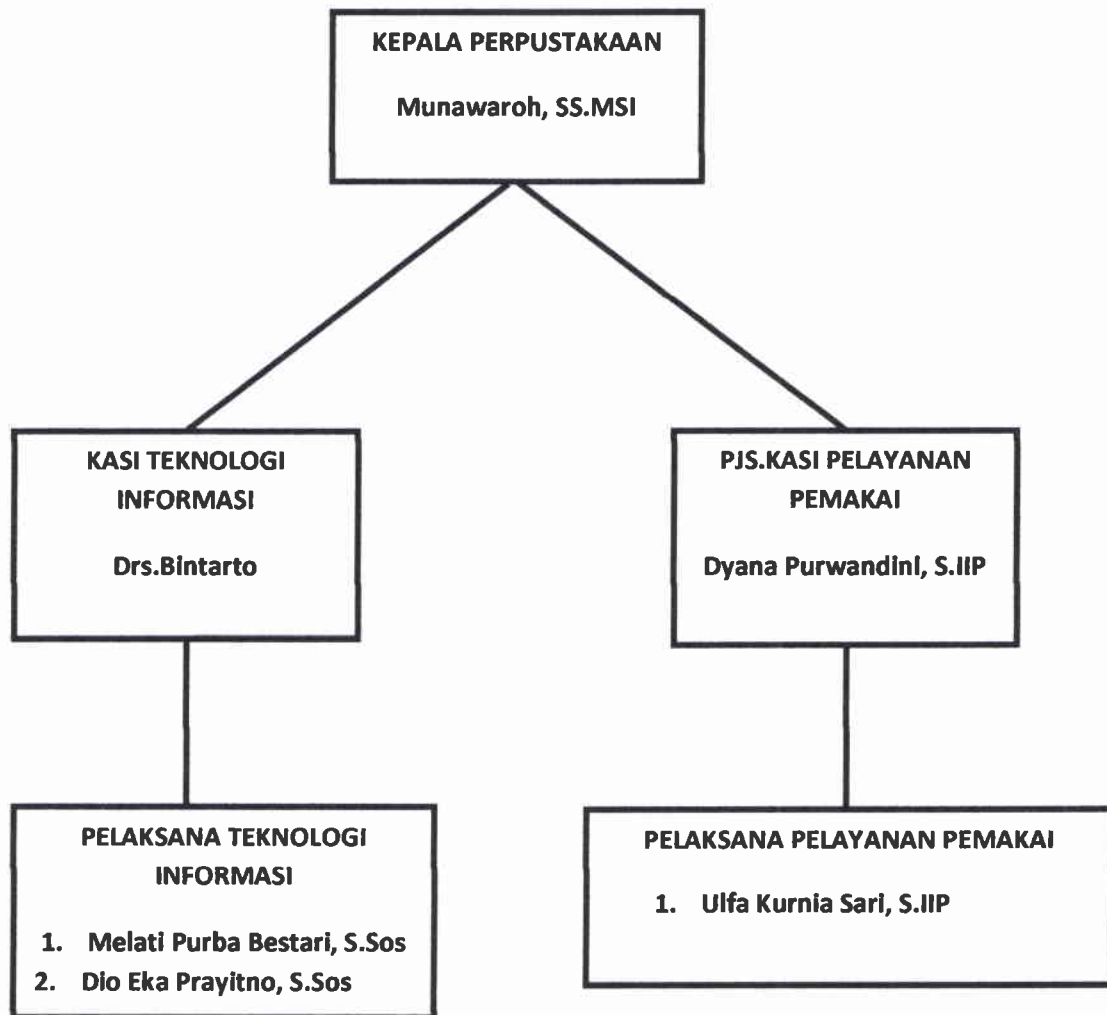 KEPALA PERPUSTAKAAN
Munawaroh, SS.MSI
KASI TEKNOLOGI
INFORMASI
Drs.Bintarto
PJS.KASI PELAYANAN
PEMAKAI
Dyana Purwandini, S.IIP
PELAKSANA TEKNOLOGI
INFORMASI
1. Melati Purba Bestari, S.Sos
2. Dio Eka Prayitno, S.Sos
PELAKSANA PELAYANAN PEMAKAI
1. Ulfa Kurnia Sari, S.IIP